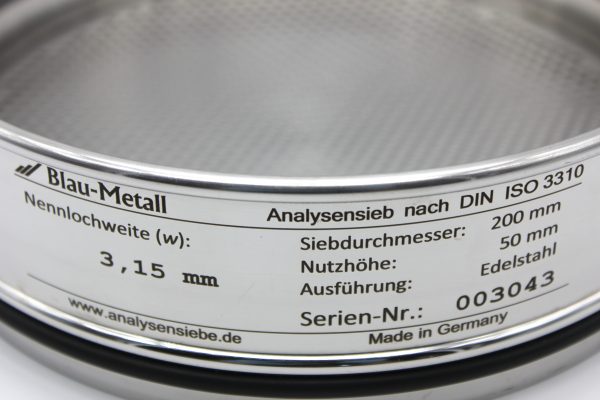 Blau-Metall
Analysensieb nach DIN ISO 3310
Nennlochweite (w):
3,15 mm
Siebdurchmesser: 200 mm
Nutzhöhe: 50 mm
Ausführung: Edelstahl
Serien-Nr.: 003043
www.analysensiebe.de
Made in Germany